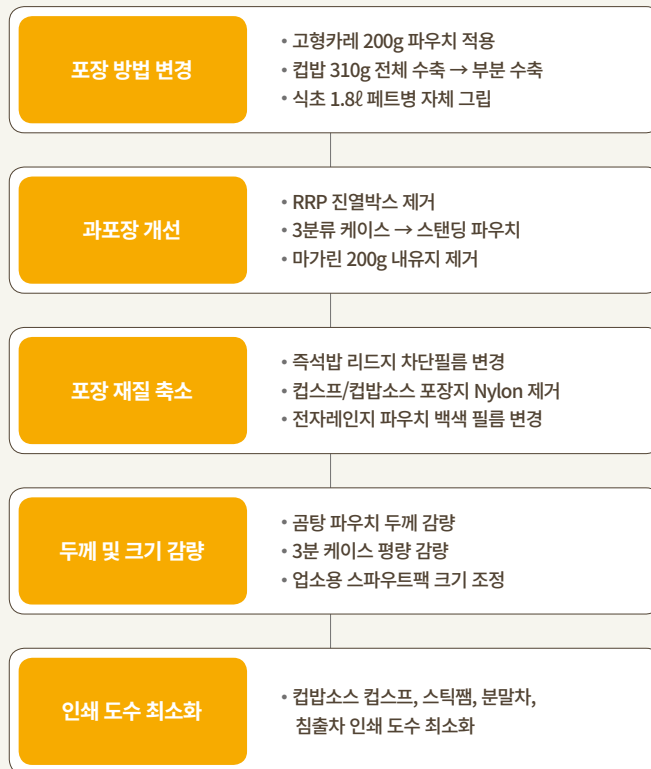 포장 방법 변경
• 고형카레 200g 파우치 적용
• 컵밥 310g 전체 수축 → 부분 수축
• 식초 1.8ℓ 페트병 자체 그립
과포장 개선
• RRP 진열박스 제거
• 3분류 케이스 → 스탠딩 파우치
• 마가린 200g 내유지 제거
포장 재질 축소
• 즉석밥 리드지 차단필름 변경
• 컵스프/컵밥소스 포장지 Nylon 제거
• 전자레인지 파우치 백색 필름 변경
두께 및 크기 감량
• 곰탕 파우치 두께 감량
• 3분 케이스 평량 감량
• 업소용 스파우트팩 크기 조정
인쇄 도수 최소화
• 컵밥소스 컵스프, 스틱쨈, 분말차,
침출차 인쇄 도수 최소화